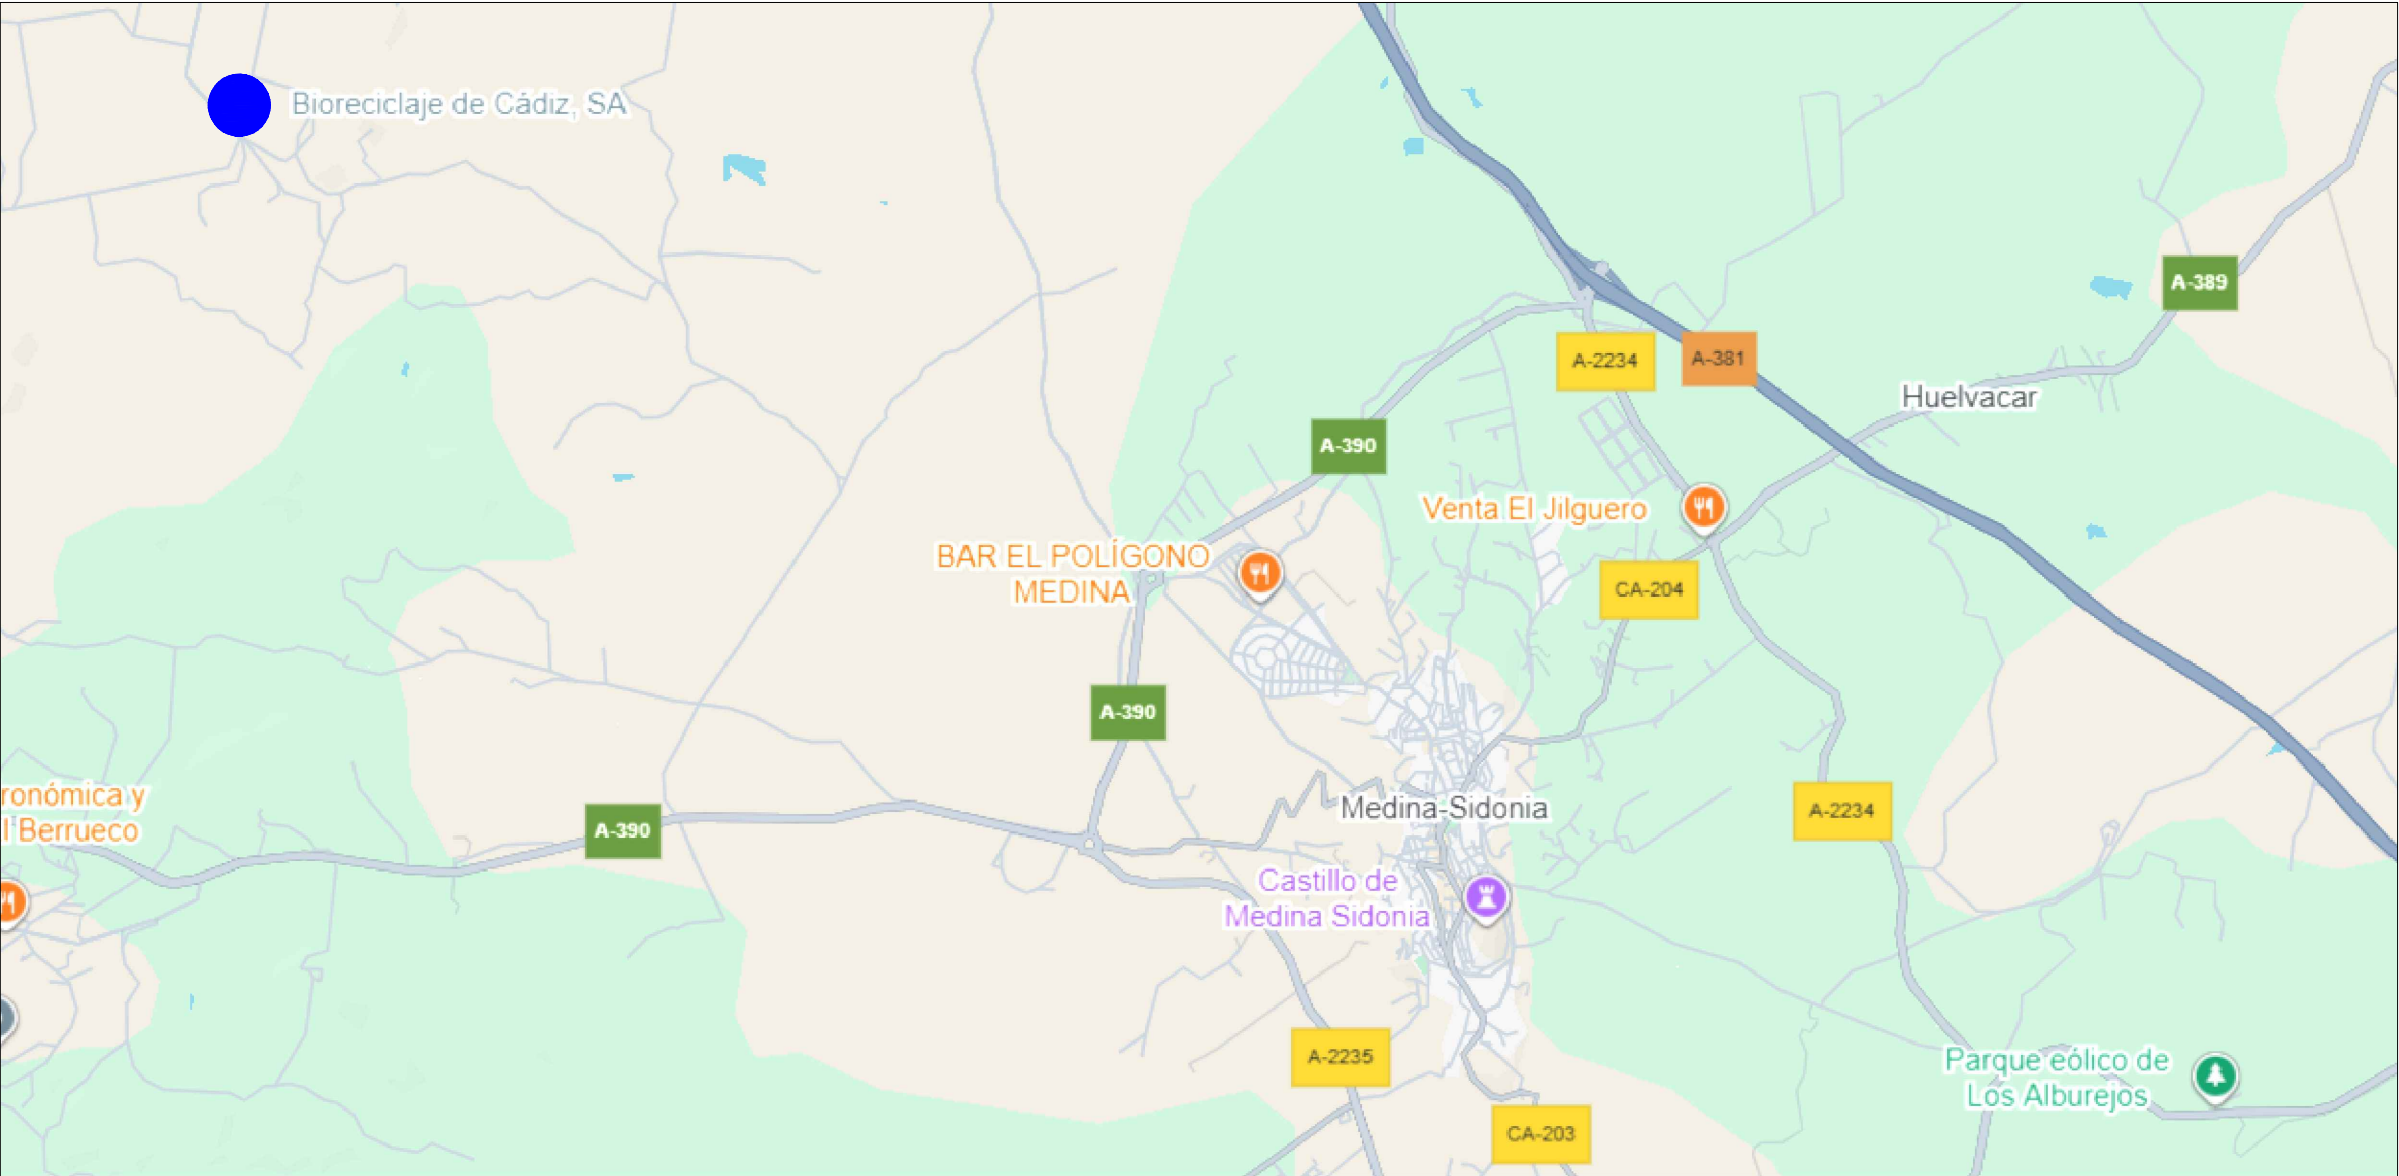 Bioreciclaje de Cádiz, SA
A-389
A-2234
A-381
Huelvacar
A-390
Venta El Jilguero
BAR EL POLÍGONO
MEDINA
CA-204
A-390
ronómica y
l Berrueco
A-390
Medina-Sidonia
A-2234
Castillo de
Medina Sidonia
A-2235
Parque eólico de
Los Alburejos
CA-203